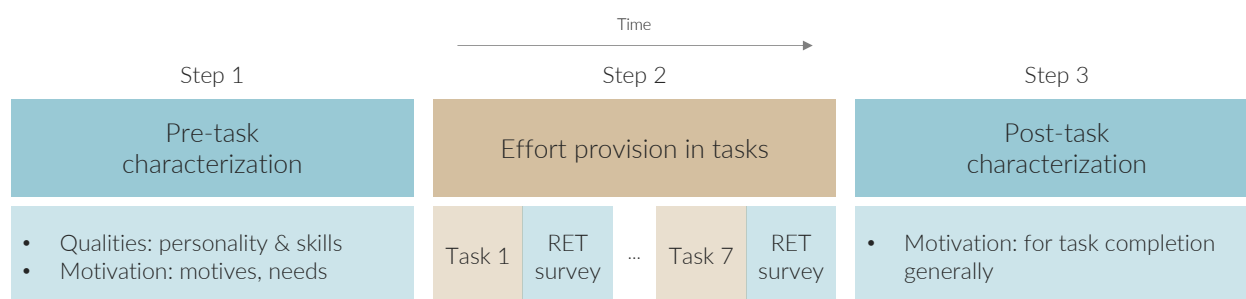 Time
Step 1
Step 2
Step 3
Pre-task
characterization
Effort provision in tasks
Post-task
characterization
• Qualities: personality & skills
• Motivation: motives, needs
Task 1
RET
survey
...
Task 7
RET
survey
• Motivation: for task completion
generally